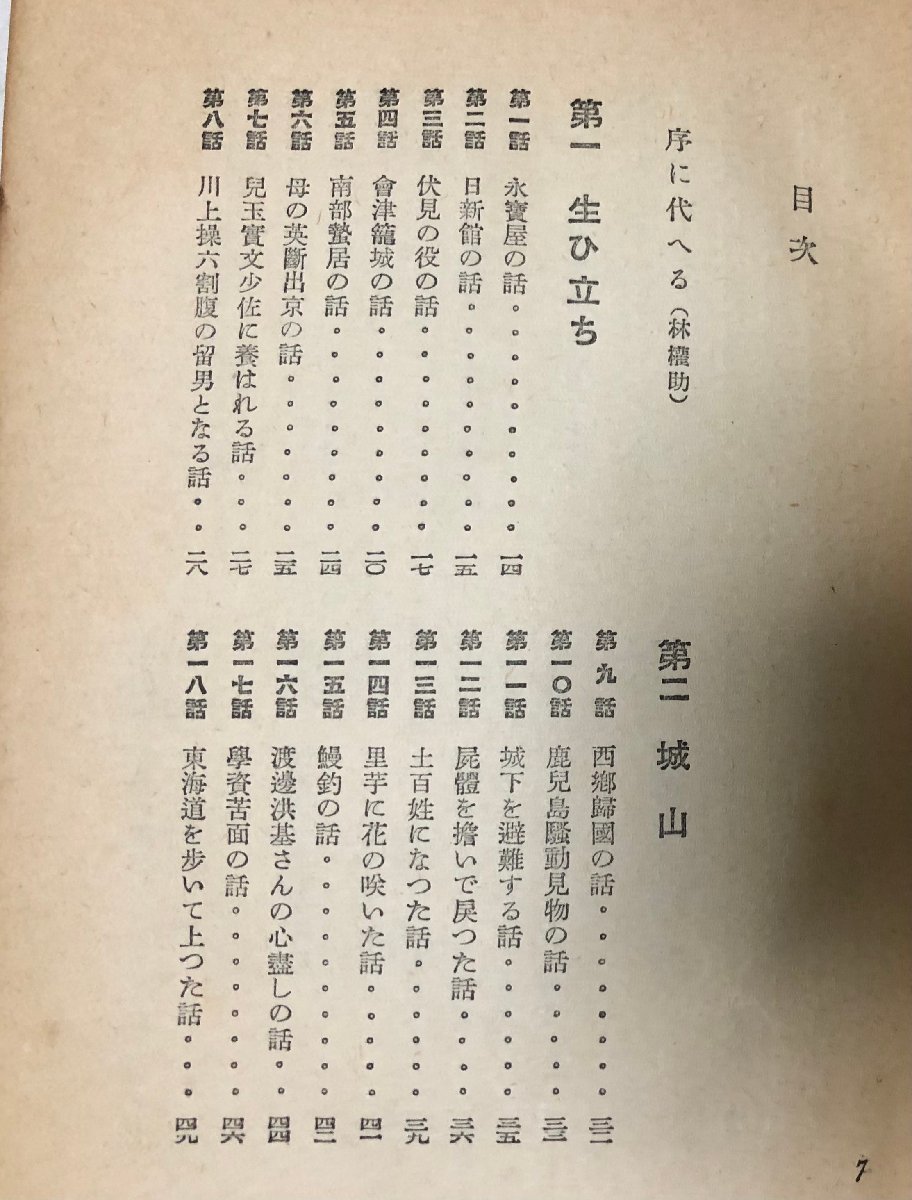 目次
序に代へる（林權助）
第一 生ひ立ち
第一話 永寶屋の話・・・・・・・・・・一四
第二話 日新館の話・・・・・・・・・・一五
第三話 伏見の役の話・・・・・・・・・一七
第四話 會津籠城の話・・・・・・・・・二〇
第五話 南部蟄居の話・・・・・・・・・二四
第六話 母の英斷出京の話・・・・・・・二五
第七話 兒玉實文少佐に養はれる話・・・二七
第八話 川上操六割腹の留男となる話・・二八
第二 城山
第九話 西鄕歸國の話・・・・・・・・三二
第一〇話 鹿兒島騷動見物の話・・・・・三三
第一一話 城下を避難する話・・・・・・三五
第一二話 屍體を擔いで戻つた話・・・・三六
第一三話 土百姓になつた話・・・・・・三九
第一四話 里芋に花の咲いた話・・・・・四一
第一五話 鰻釣の話・・・・・・・・・・四二
第一六話 渡邊洪基さんの心盡しの話・・四四
第一七話 學資苦面の話・・・・・・・・四六
第一八話 東海道を步いて上つた話・・・四九
7